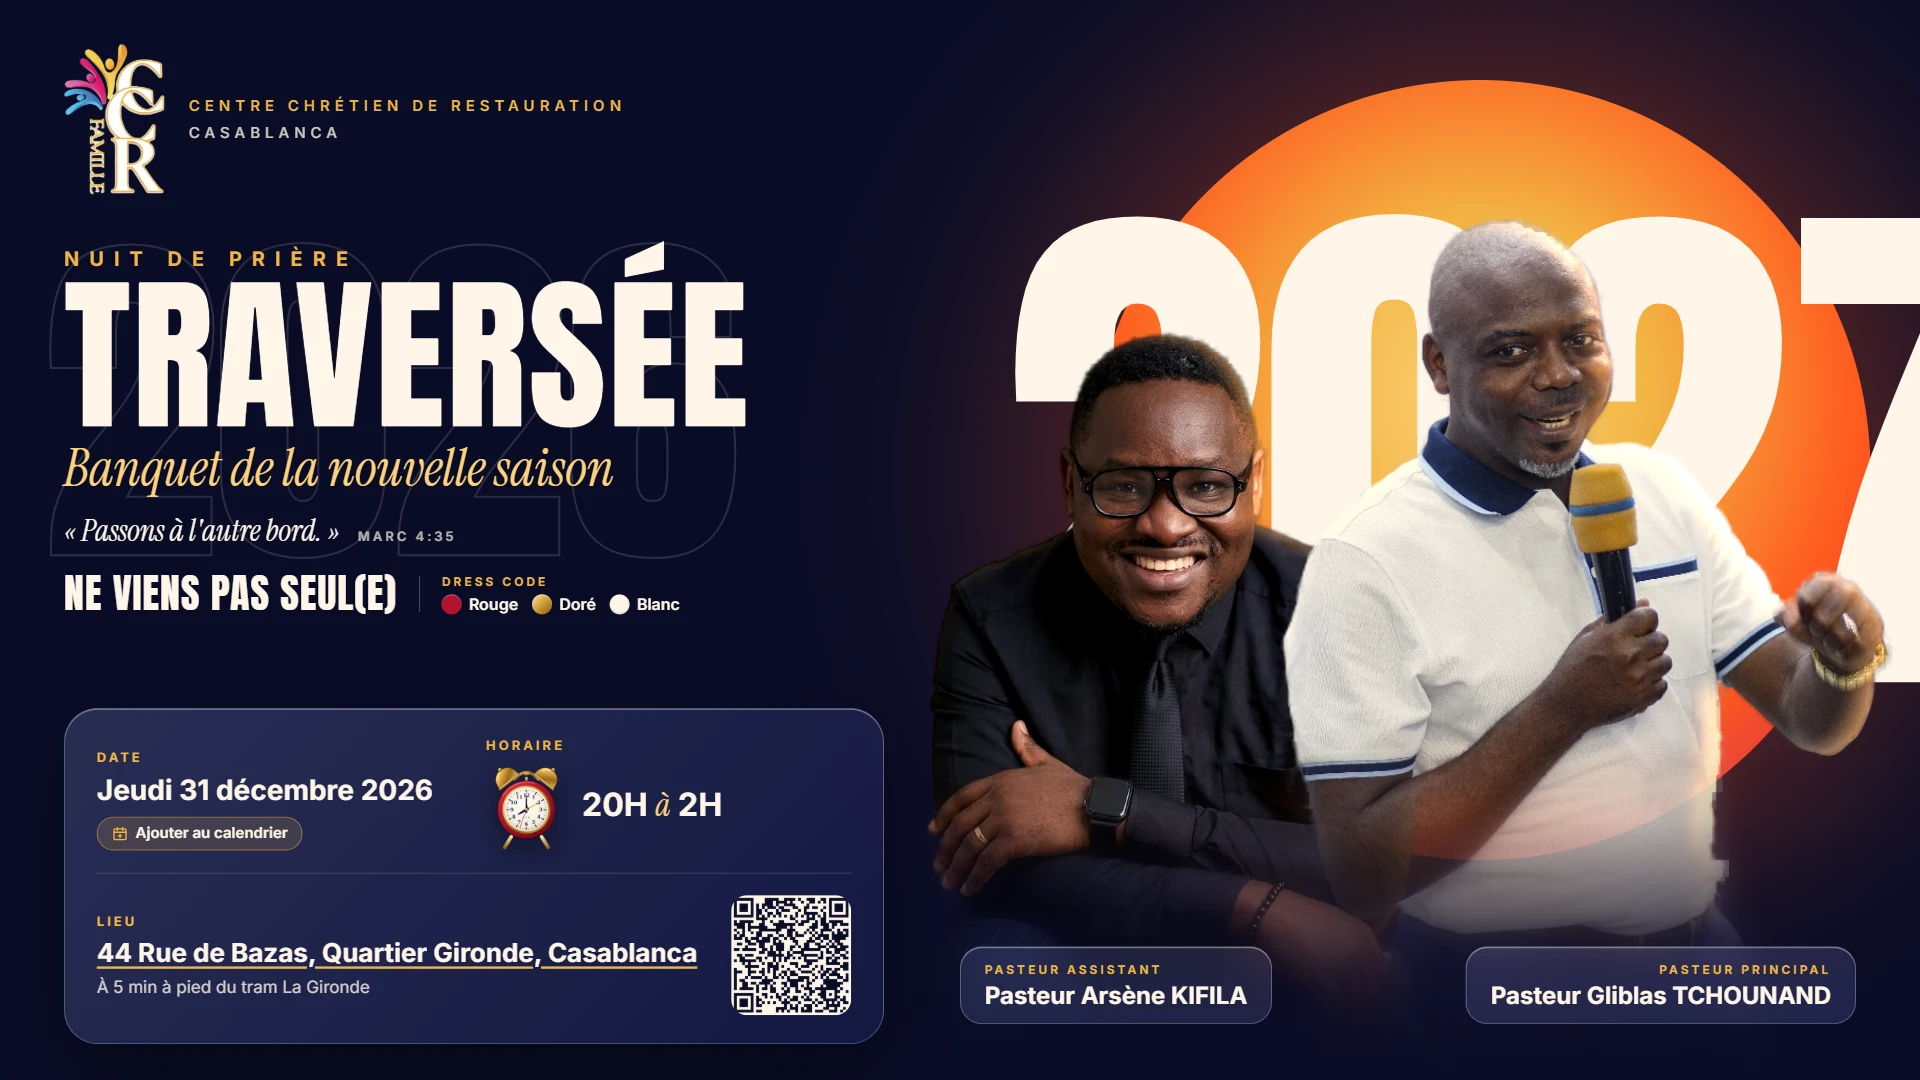 CCR
FAMILLE
CENTRE CHRÉTIEN DE RESTAURATION
CASABLANCA
2026
NUIT DE PRIÈRE
TRAVERSÉE
Banquet de la nouvelle saison
« Passons à l'autre bord. » MARC 4:35
NE VIENS PAS SEUL(E)
DRESS CODE
Rouge Doré Blanc
DATE
Jeudi 31 décembre 2026
Ajouter au calendrier
HORAIRE
20H à 2H
LIEU
44 Rue de Bazas, Quartier Gironde, Casablanca
À 5 min à pied du tram La Gironde
2027
PASTEUR ASSISTANT
Pasteur Arsène KIFILA
PASTEUR PRINCIPAL
Pasteur Gliblas TCHOUNAND